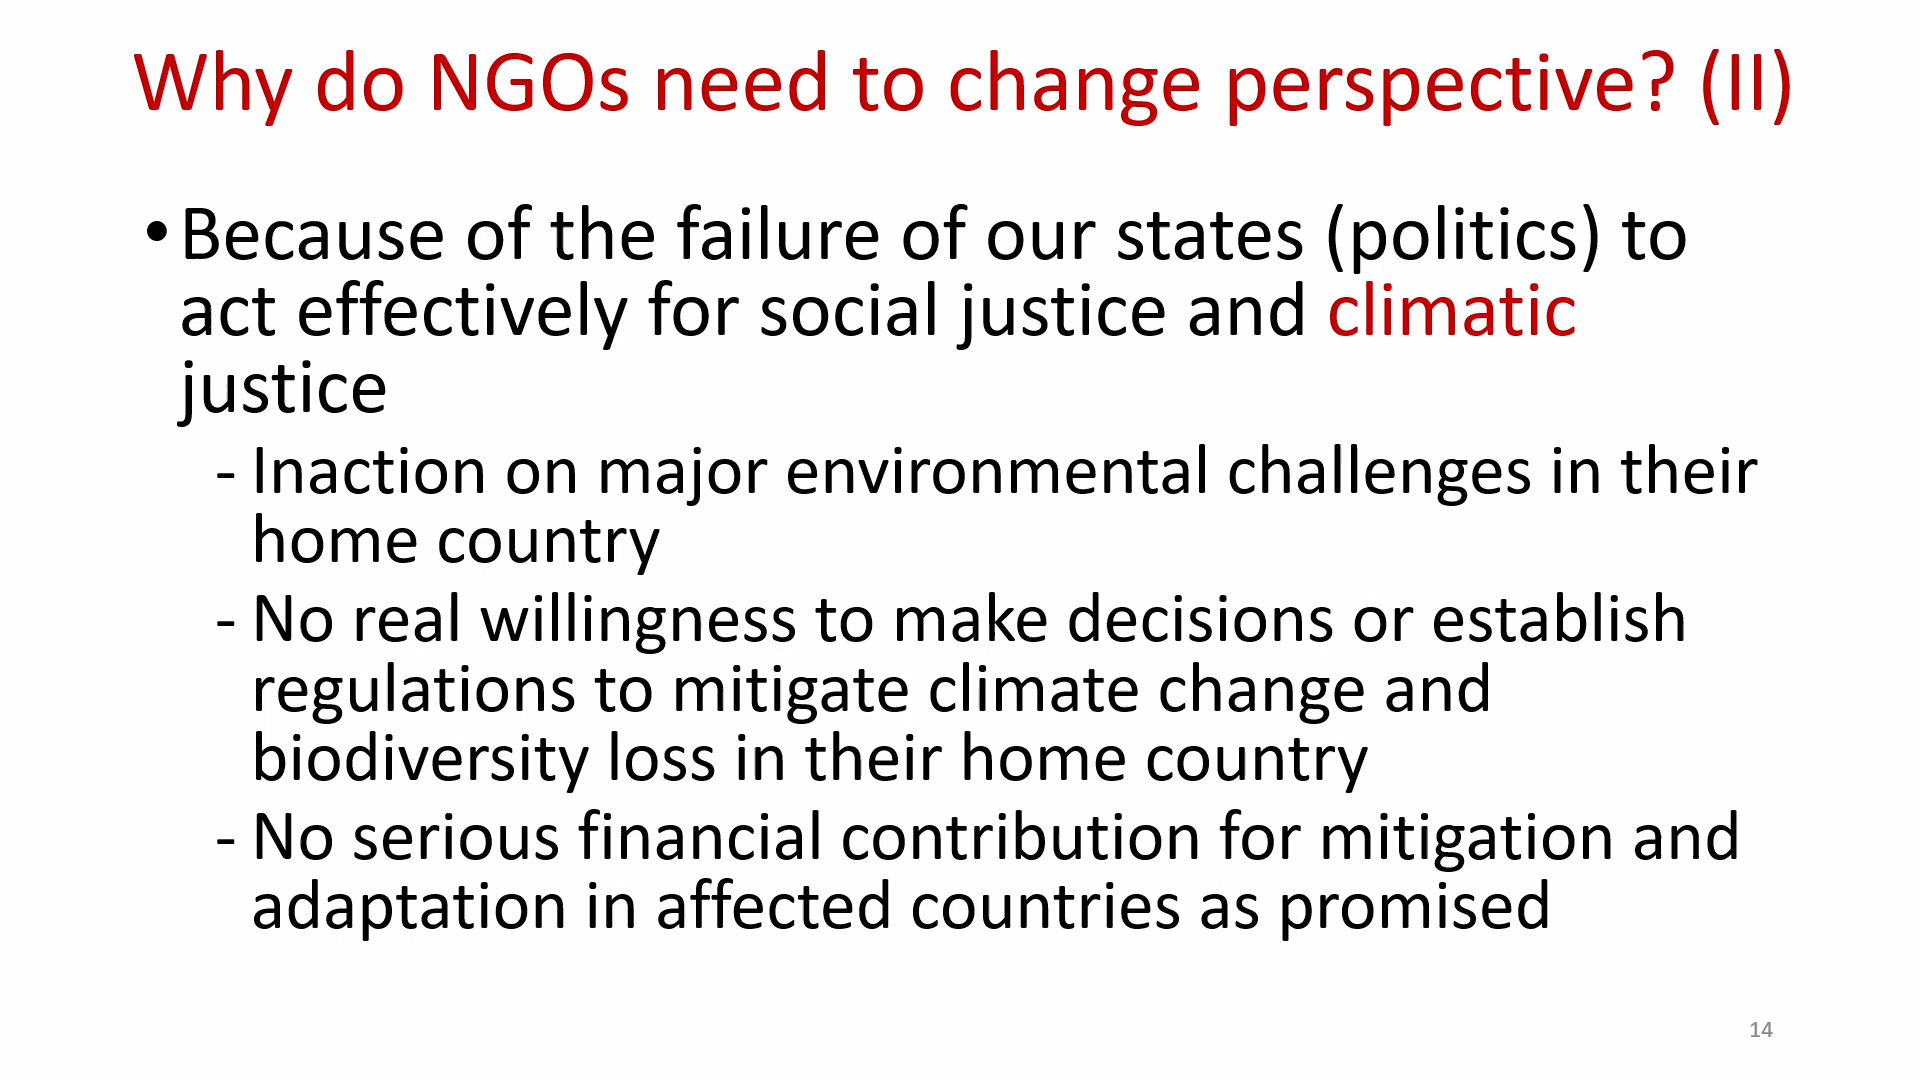 Why do NGOs need to change perspective? (II)
•Because of the failure of our states (politics) to
act effectively for social justice and climatic
justice
- Inaction on major environmental challenges in their
home country
- No real willingness to make decisions or establish
regulations to mitigate climate change and
biodiversity loss in their home country
- No serious financial contribution for mitigation and
adaptation in affected countries as promised
14